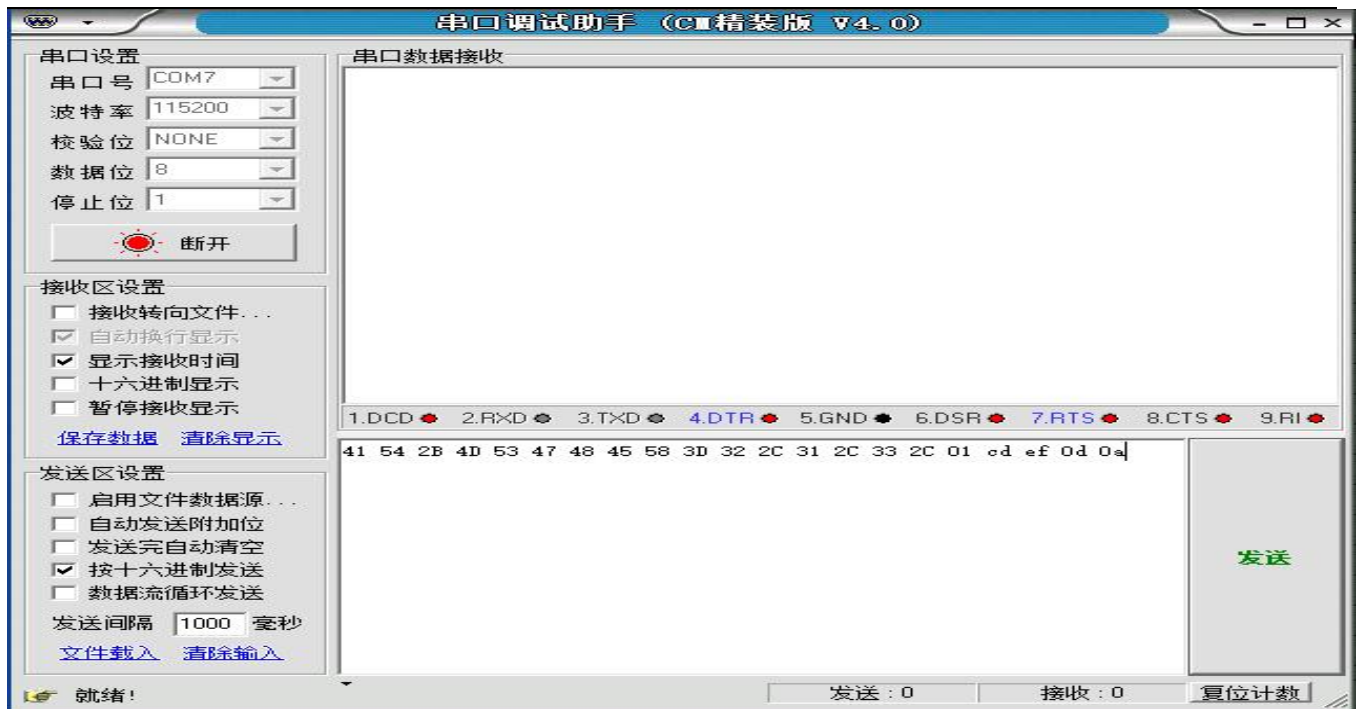 串口调试助手 (CM精装版 V4.0)
串口设置
串口号 COM7
波特率 115200
校验位 NONE
数据位 8
停止位 1
断开
接收区设置
接收转向文件...
自动换行显示
显示接收时间
十六进制显示
暂停接收显示
保存数据 清除显示
发送区设置
启用文件数据源...
自动发送附加位
发送完自动清空
按十六进制发送
数据流循环发送
发送间隔 1000 毫秒
文件载入 清除输入
串口数据接收
1.DCD 2.RXD 3.TXD 4.DTR 5.GND 6.DSR 7.RTS 8.CTS 9.RI
41 54 2B 4D 53 47 48 45 58 3D 32 2C 31 2C 33 2C 01 cd ef 0d 0a
发送
就绪! 发送:0 接收:0 复位计数